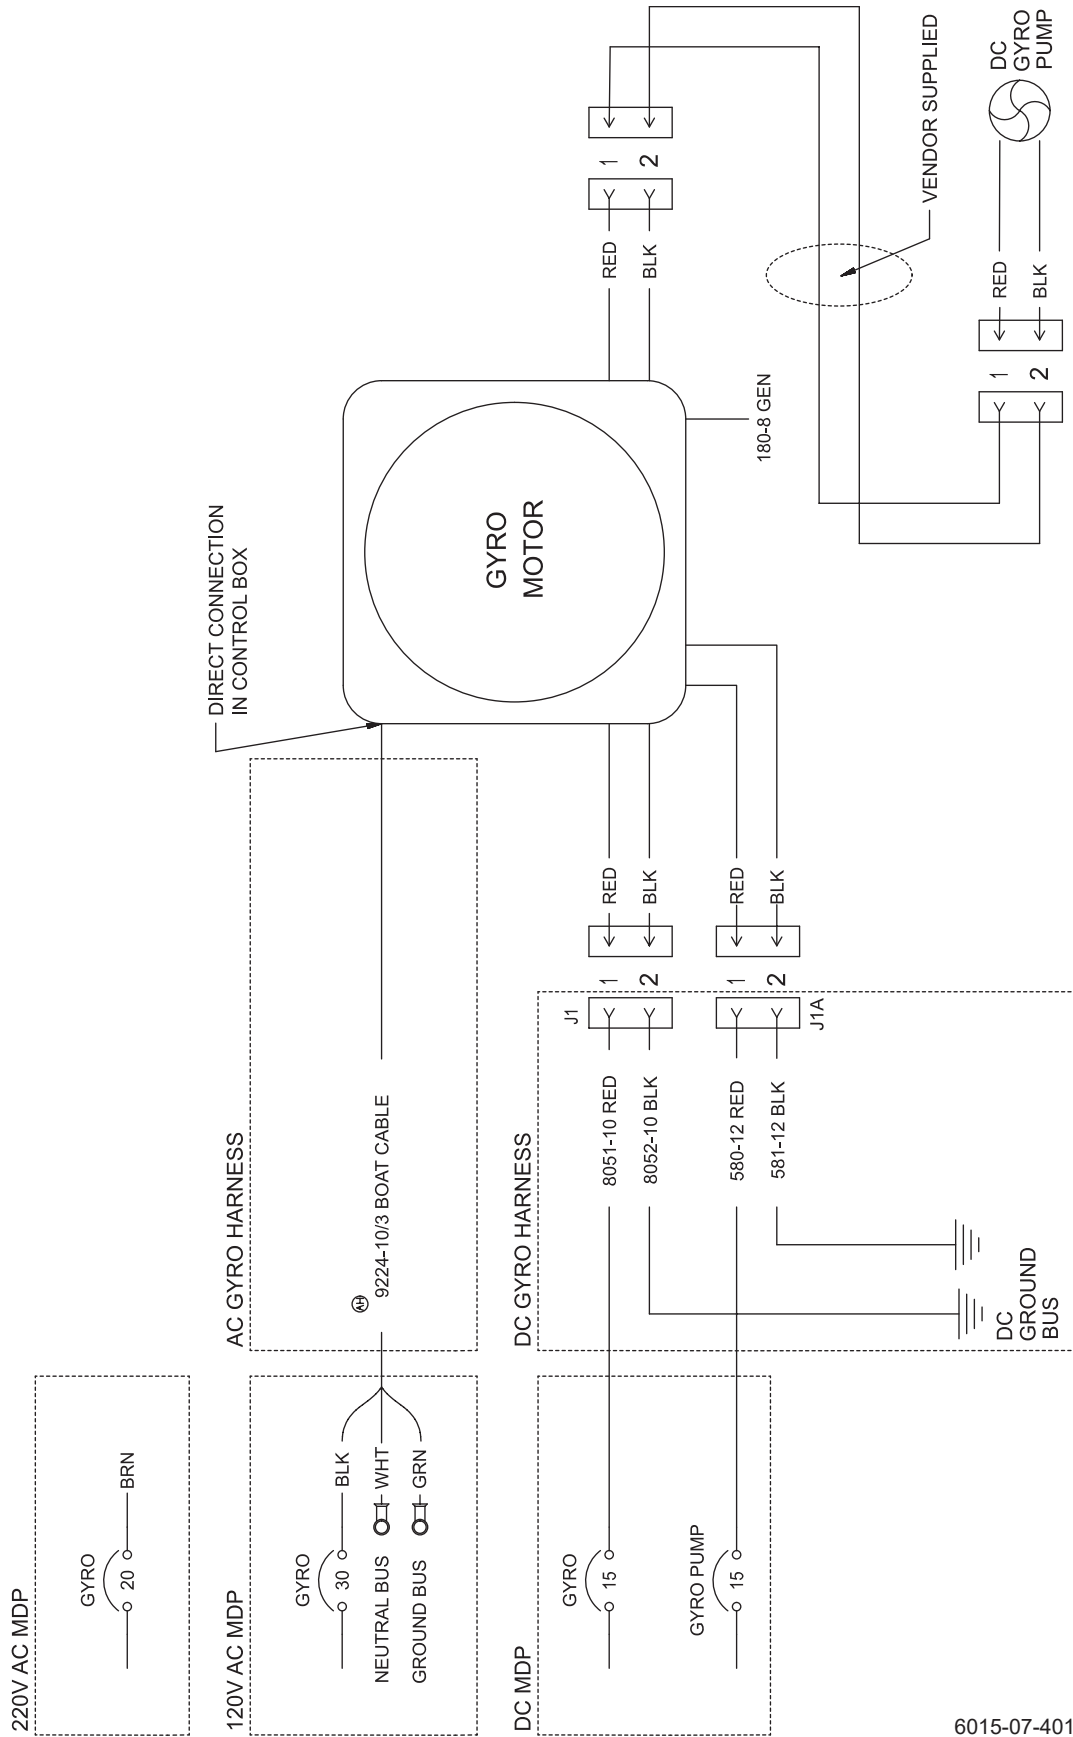 220V AC MDP
GYRO
20
BRN
120V AC MDP
GYRO
30
BLK
NEUTRAL BUS
WHT
GROUND BUS
GRN
AC GYRO HARNESS
AH
9224-10/3 BOAT CABLE
DIRECT CONNECTION
IN CONTROL BOX
GYRO
MOTOR
180-8 GEN
DC MDP
GYRO
15
GYRO PUMP
15
DC GYRO HARNESS
8051-10 RED
8052-10 BLK
580-12 RED
581-12 BLK
DC
GROUND
BUS
J1
1
2
RED
BLK
J1A
1
2
RED
BLK
RED
BLK
1
2
VENDOR SUPPLIED
1
2
RED
BLK
DC
GYRO
PUMP
6015-07-401